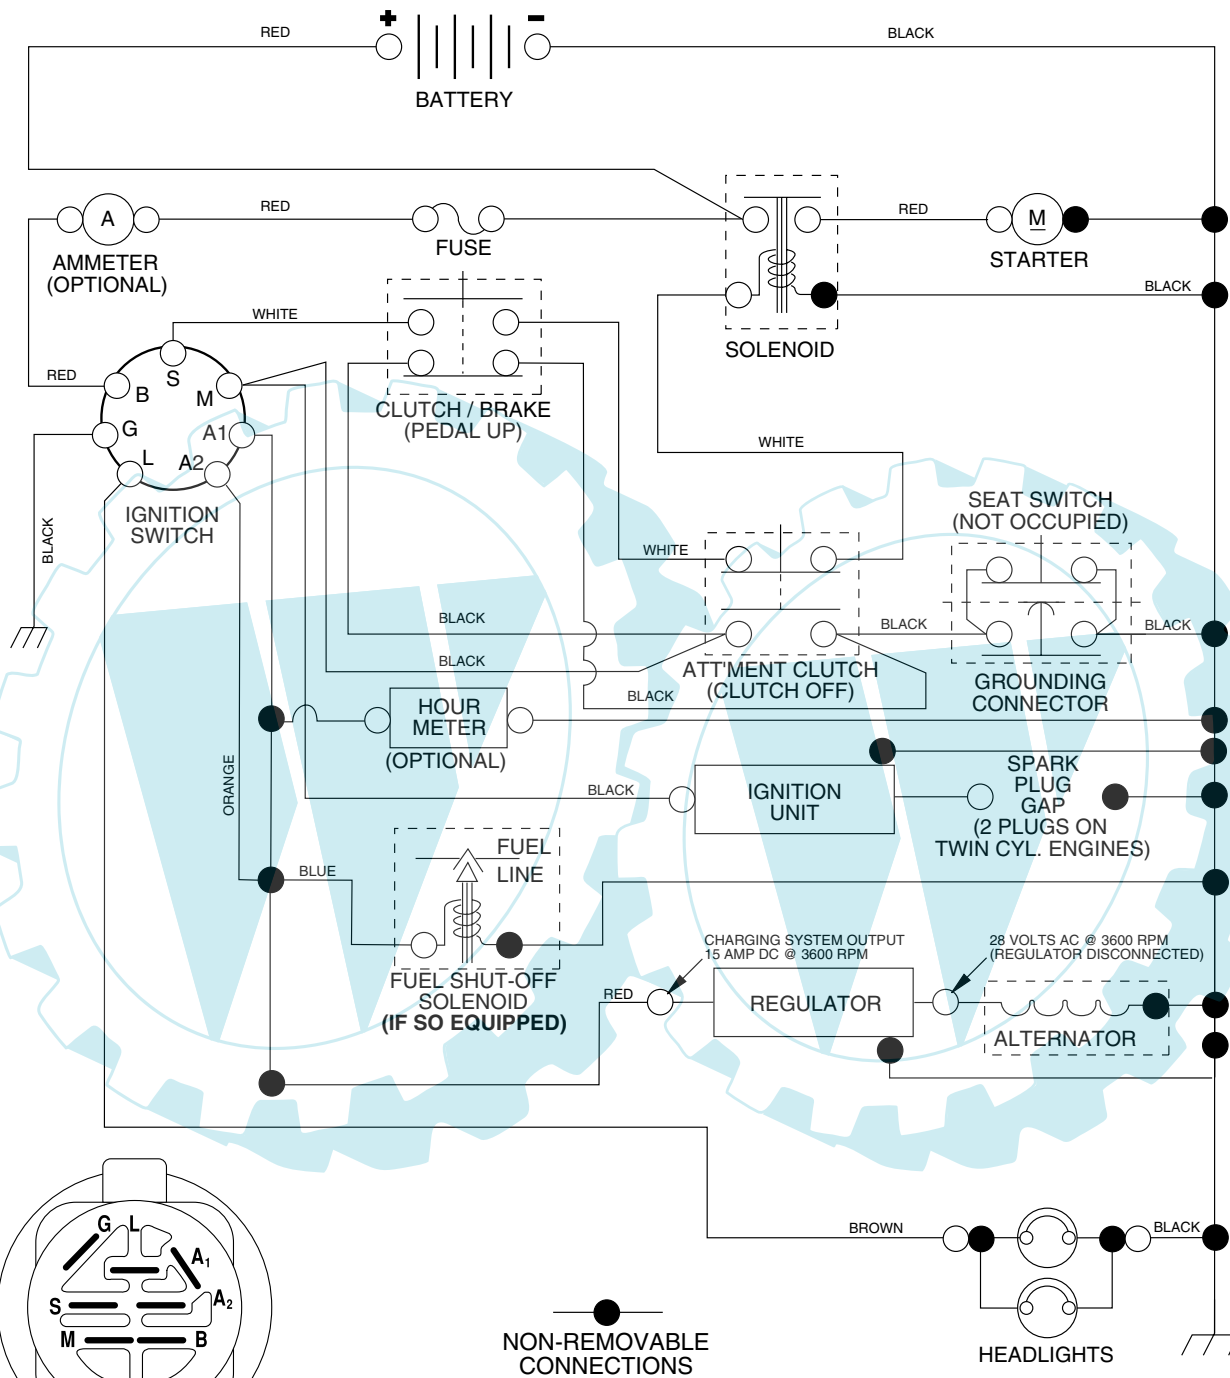 + −
RED
BLACK
BATTERY
RED
A
AMMETER
(OPTIONAL)
FUSE
RED
M
STARTER
BLACK
SOLENOID
WHITE
RED
S
B
M
G
A1
L
A2
IGNITION
SWITCH
CLUTCH / BRAKE
(PEDAL UP)
WHITE
BLACK
SEAT SWITCH
(NOT OCCUPIED)
WHITE
BLACK
BLACK
BLACK
BLACK
BLACK
ATT'MENT CLUTCH
(CLUTCH OFF)
GROUNDING
CONNECTOR
HOUR
METER
(OPTIONAL)
ORANGE
BLACK
IGNITION
UNIT
SPARK
PLUG
GAP
(2 PLUGS ON
TWIN CYL. ENGINES)
BLUE
FUEL
LINE
FUEL SHUT-OFF
SOLENOID
(IF SO EQUIPPED)
CHARGING SYSTEM OUTPUT
15 AMP DC @ 3600 RPM
28 VOLTS AC @ 3600 RPM
(REGULATOR DISCONNECTED)
RED
REGULATOR
ALTERNATOR
G L
A1
A2
S
M
B
BROWN
BLACK
HEADLIGHTS
NON-REMOVABLE
CONNECTIONS